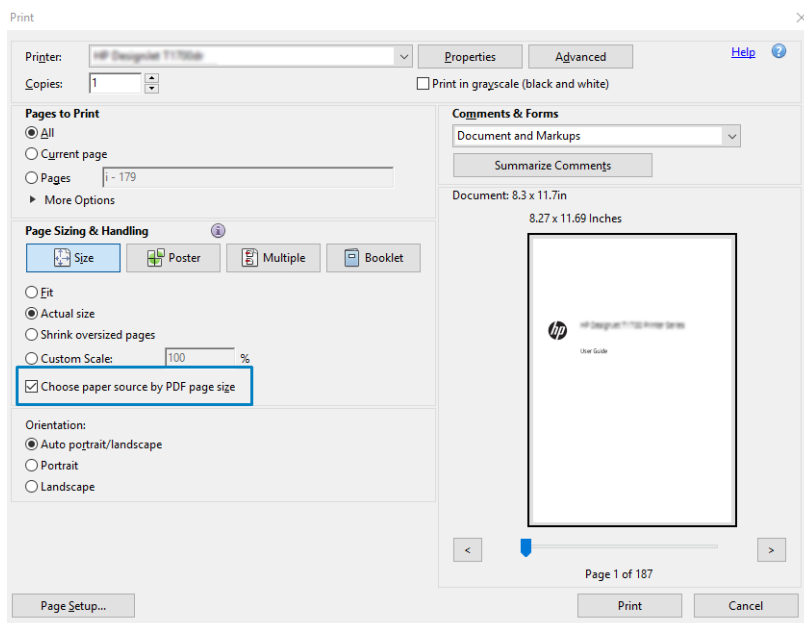 Print
Printer:
Properties
Advanced
Help
Copies:
1
Print in grayscale (black and white)
Pages to Print
All
Current page
Pages
i - 179
More Options
Comments & Forms
Document and Markups
Summarize Comments
Page Sizing & Handling
Size
Poster
Multiple
Booklet
Fit
Actual size
Shrink oversized pages
Custom Scale:
100
%
Choose paper source by PDF page size
Orientation:
Auto portrait/landscape
Portrait
Landscape
Document: 8.3 x 11.7in
8.27 x 11.69 Inches
hp
User Guide
<
>
Page 1 of 187
Page Setup...
Print
Cancel